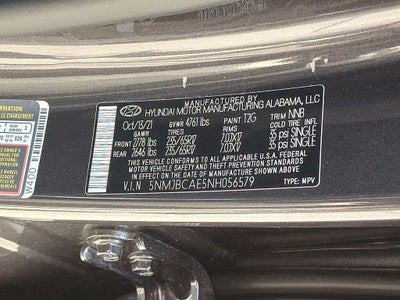 MANUFACTURED BY
HYUNDAI MOTOR MANUFACTURING ALABAMA, LLC
Oct/13/21 GVWR 4761 lbs PAINT T2G TRIM NNB
GAWR TIRES RIMS COLD TIRE INFL
FRONT 2778 lbs 235/65R17 7.0JX17 35 psi SINGLE
REAR 2646 lbs 235/65R17 7.0JX17 35 psi SINGLE
THIS VEHICLE CONFORMS TO ALL APPLICABLE U.S. FEDERAL
MOTOR VEHICLE SAFETY AND THEFT PREVENTION STANDARDS
IN EFFECT ON THE DATE OF MANUFACTURE SHOWN ABOVE
V.I.N 5NMJBCAE5NH056579 TYPE: MPV